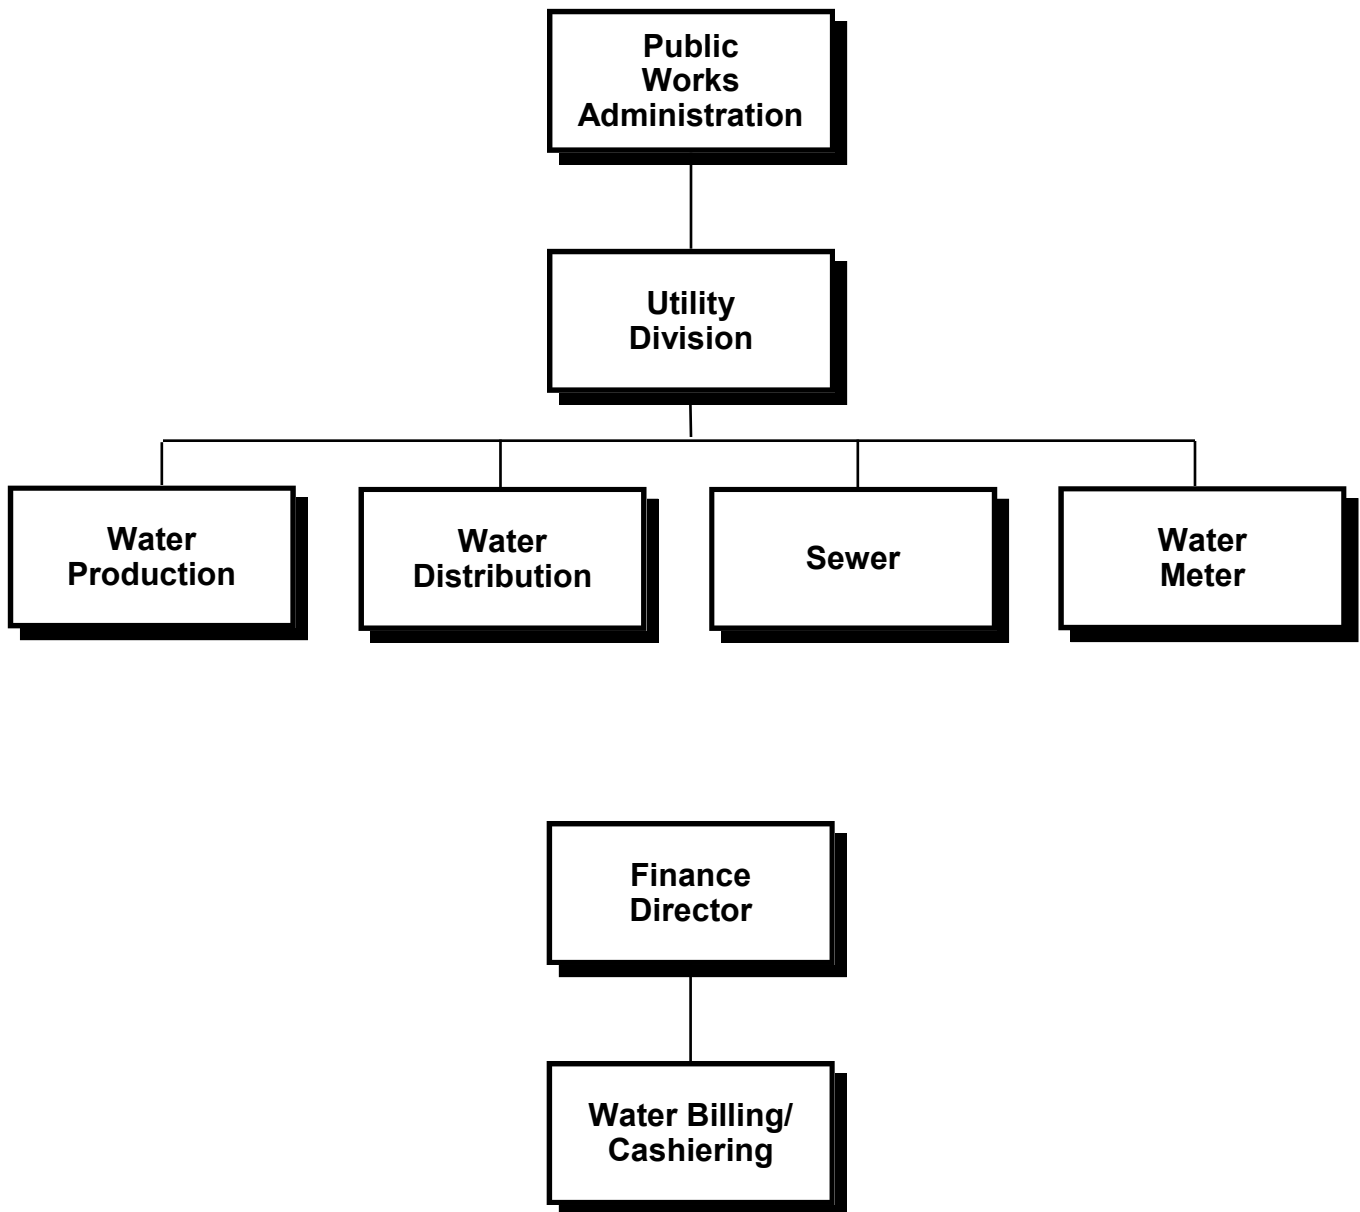 Public
Works
Administration
Utility
Division
Water
Production
Water
Distribution
Sewer
Water
Meter
Finance
Director
Water Billing/
Cashiering